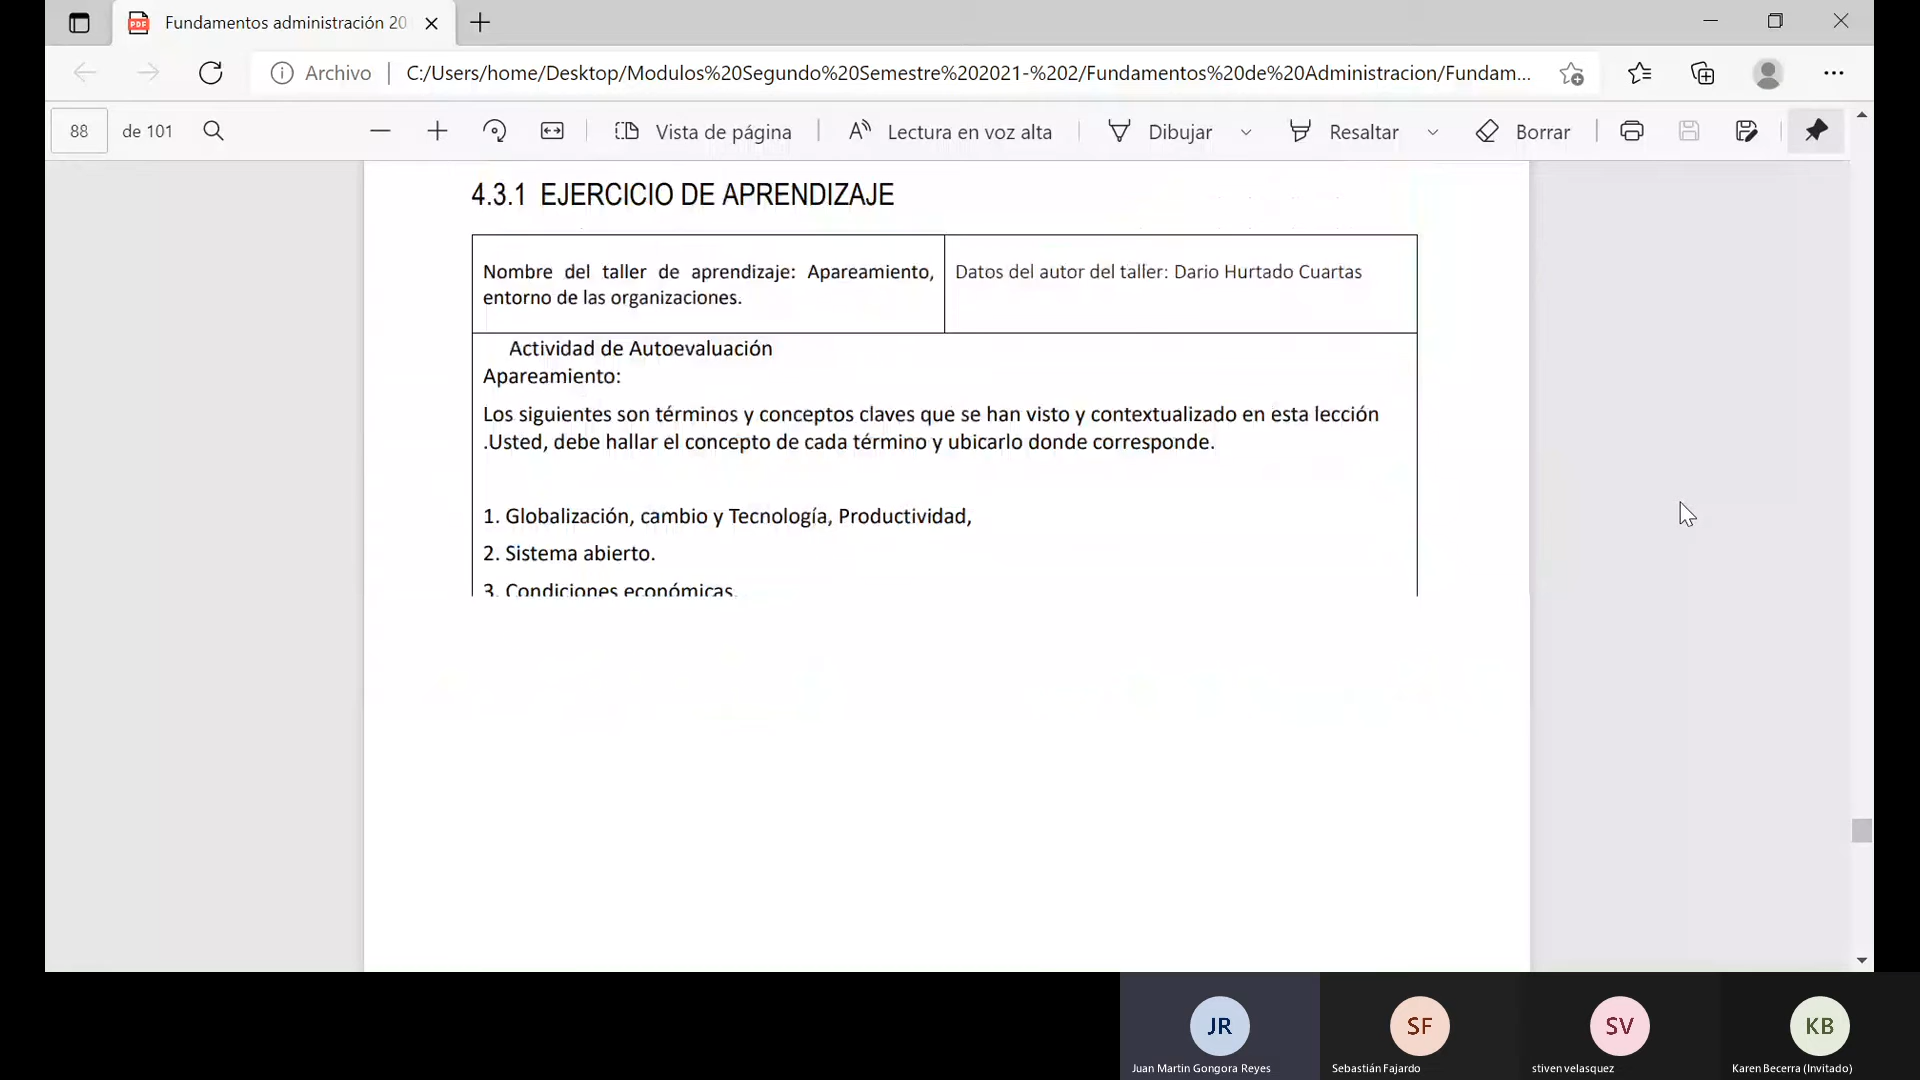 Fundamentos administración 20
Archivo
C:/Users/home/Desktop/Modulos%20Segundo%20Semestre%202021-%202/Fundamentos%20de%20Administracion/Fundam...
88 de 101
Vista de página
Lectura en voz alta
Dibujar
Resaltar
Borrar
4.3.1 EJERCICIO DE APRENDIZAJE
Nombre del taller de aprendizaje: Apareamiento,
entorno de las organizaciones.
Datos del autor del taller: Dario Hurtado Cuartas
Actividad de Autoevaluación
Apareamiento:
Los siguientes son términos y conceptos claves que se han visto y contextualizado en esta lección
.Usted, debe hallar el concepto de cada término y ubicarlo donde corresponde.
1. Globalización, cambio y Tecnología, Productividad,
2. Sistema abierto.
3. Condiciones económicas.
JR
Juan Martin Gongora Reyes
SF
Sebastián Fajardo
SV
stiven velasquez
KB
Karen Becerra (Invitado)